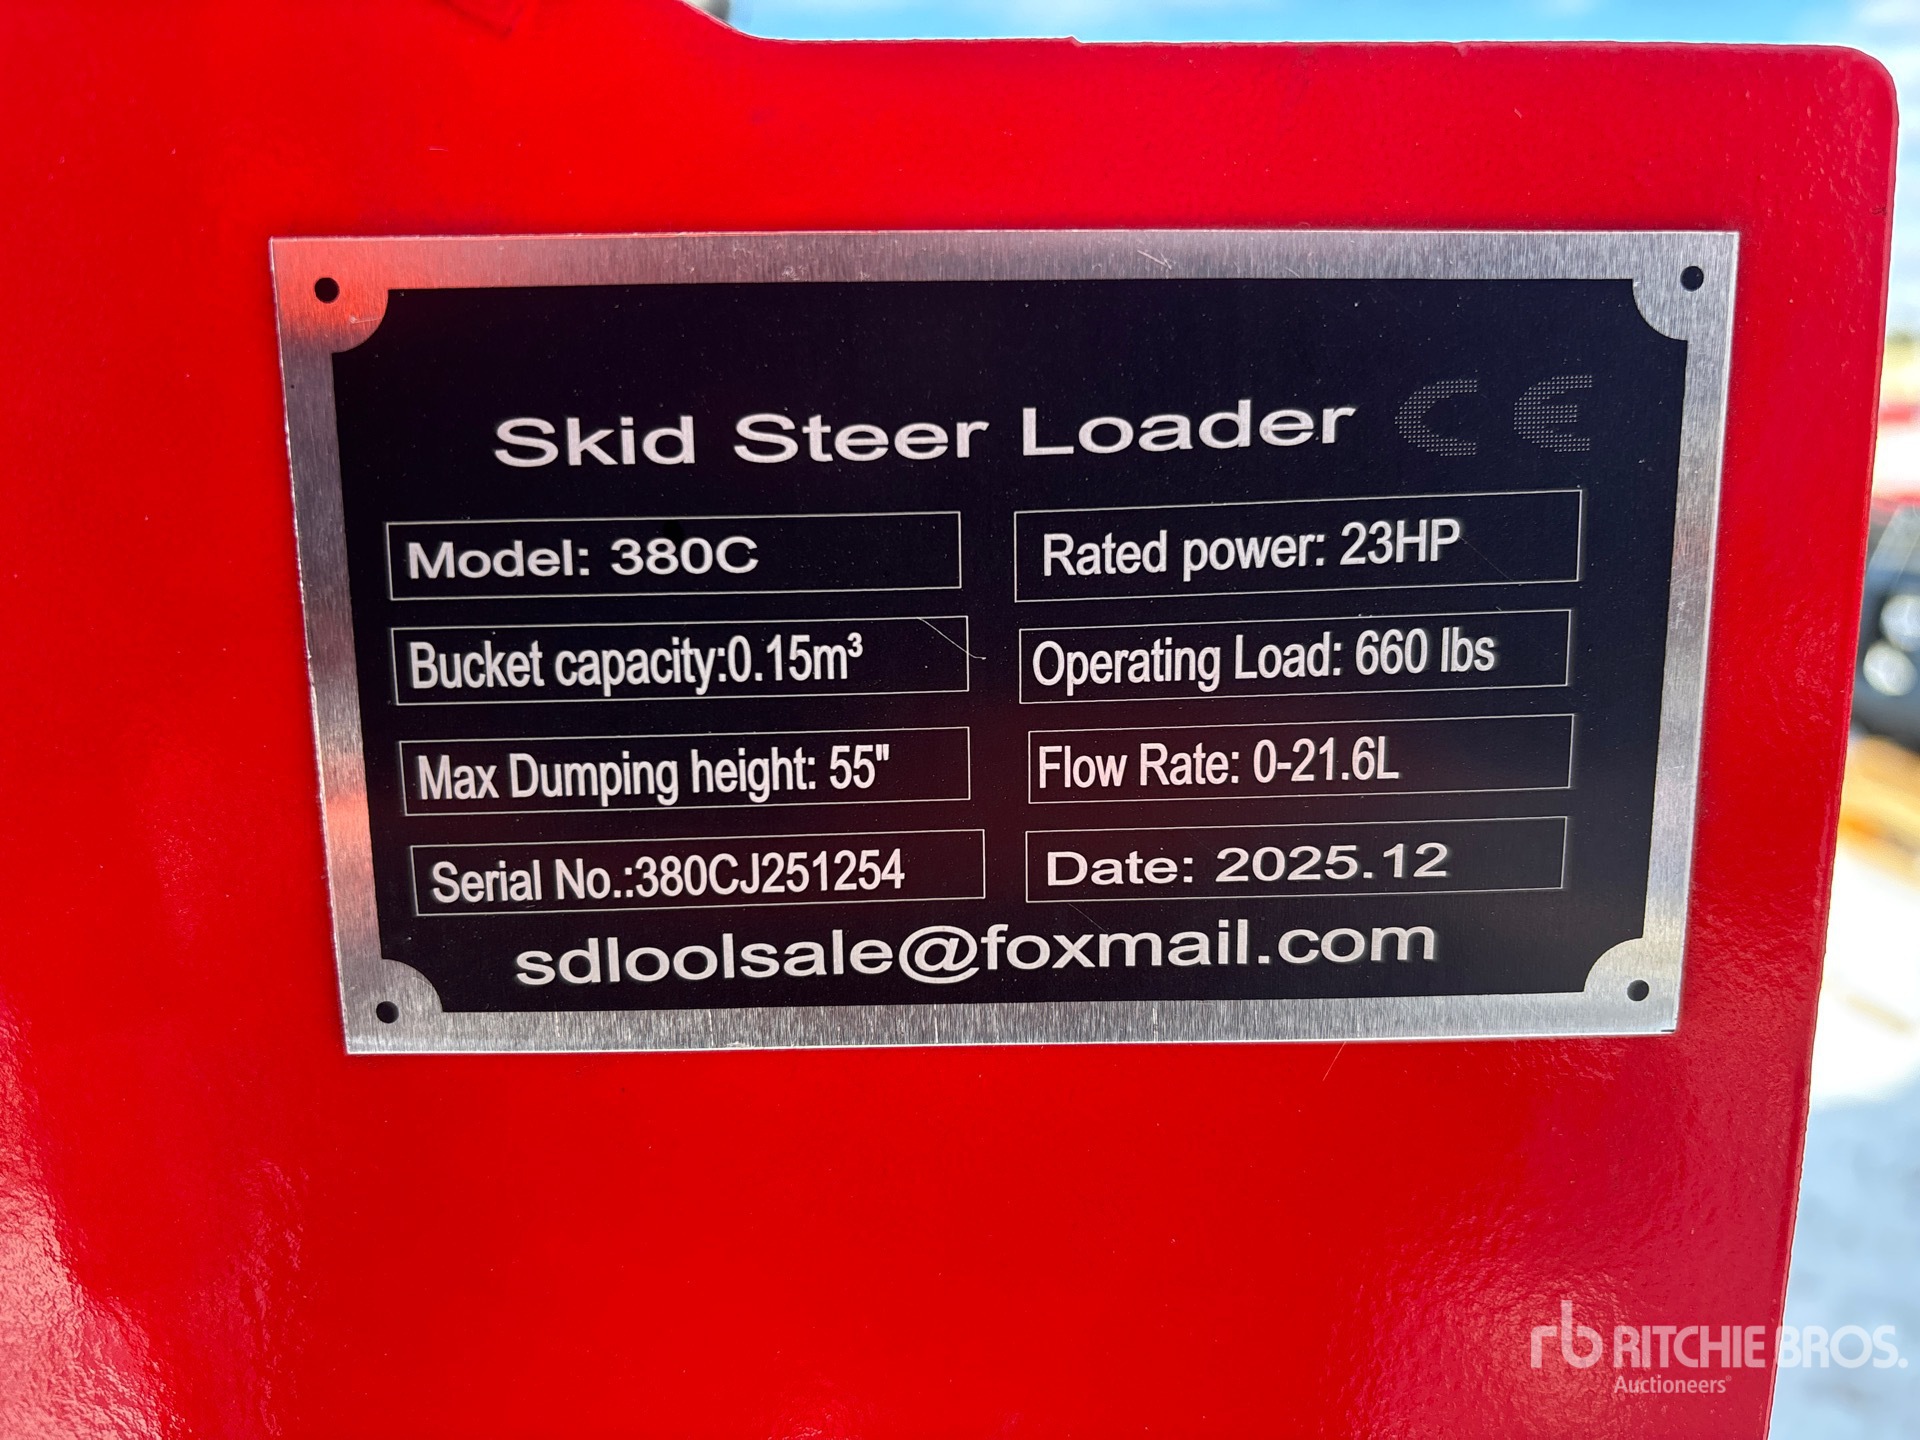 Skid Steer Loader CE
Model: 380C
Rated power: 23HP
Bucket capacity:0.15m³
Operating Load: 660 lbs
Max Dumping height: 55"
Flow Rate: 0-21.6L
Serial No.:380CJ251254
Date: 2025.12
sdloolsale@foxmail.com
rb RITCHIE BROS.
Auctioneers